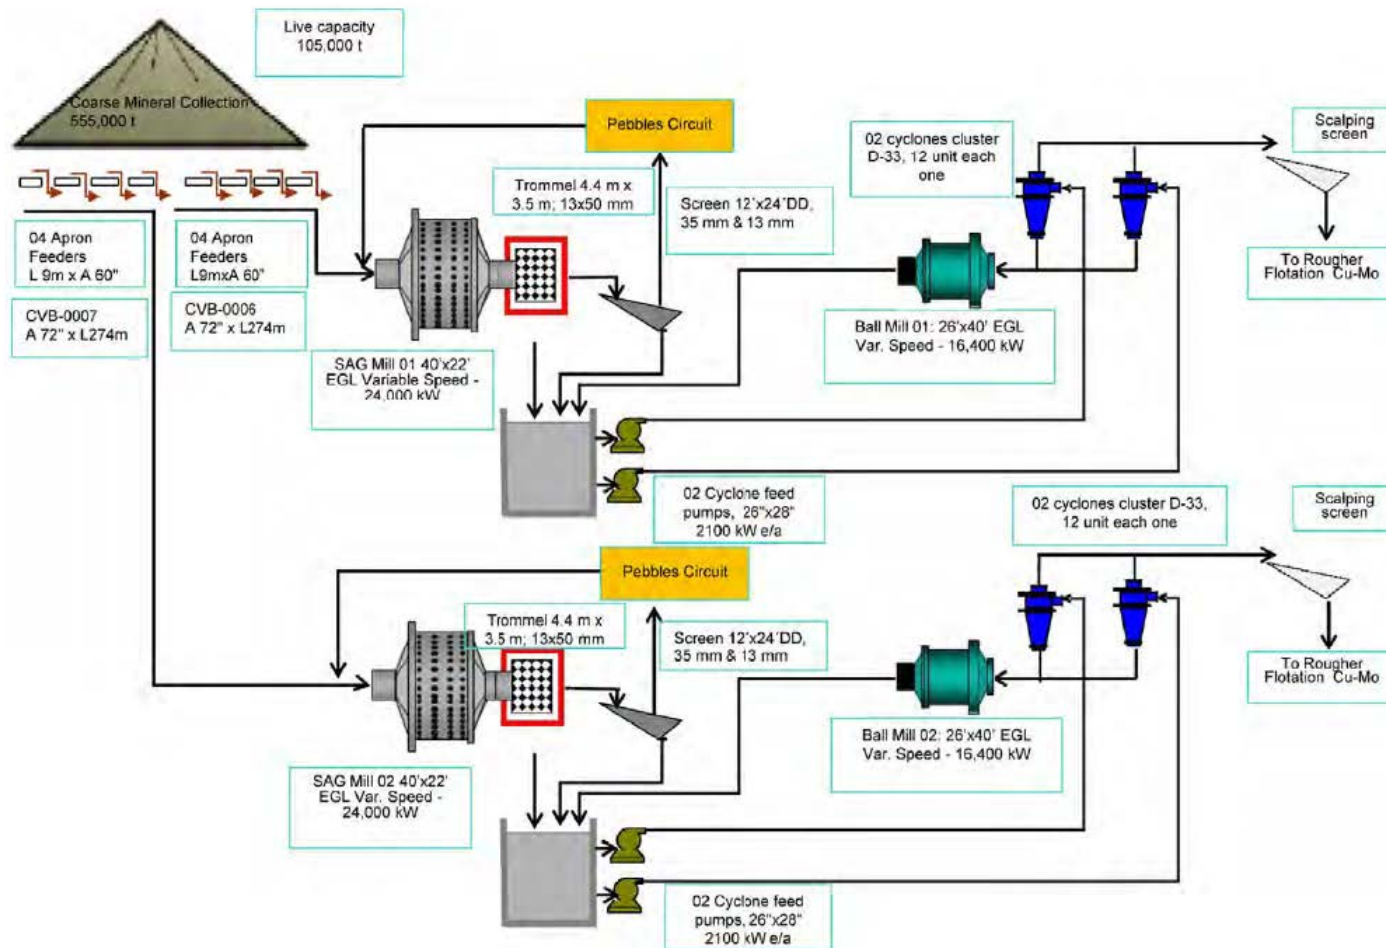 Live capacity
105,000 t
Coarse Mineral Collection
555,000 t
Pebbles Circuit
02 cyclones cluster
D-33, 12 unit each
one
Scalping
screen
Trommel 4.4 m x
3.5 m; 13x50 mm
Screen 12'x24´DD,
35 mm & 13 mm
04 Apron
Feeders
L 9m x A 60"
04 Apron
Feeders
L9mxA 60"
To Rougher
Flotation Cu-Mo
CVB-0007
A 72" x L274m
CVB-0006
A 72" x L274m
Ball Mill 01: 26'x40' EGL
Var. Speed - 16,400 kW
SAG Mill 01 40'x22'
EGL Variable Speed -
24,000 kW
02 Cyclone feed
pumps, 26"x28"
2100 kW e/a
02 cyclones cluster D-33,
12 unit each one
Scalping
screen
Pebbles Circuit
Trommel 4.4 m x
3.5 m; 13x50 mm
Screen 12'x24´DD,
35 mm & 13 mm
To Rougher
Flotation Cu-Mo
Ball Mill 02: 26'x40' EGL
Var. Speed - 16,400 kW
SAG Mill 02 40'x22'
EGL Var. Speed -
24,000 kW
02 Cyclone feed
pumps, 26"x28"
2100 kW e/a